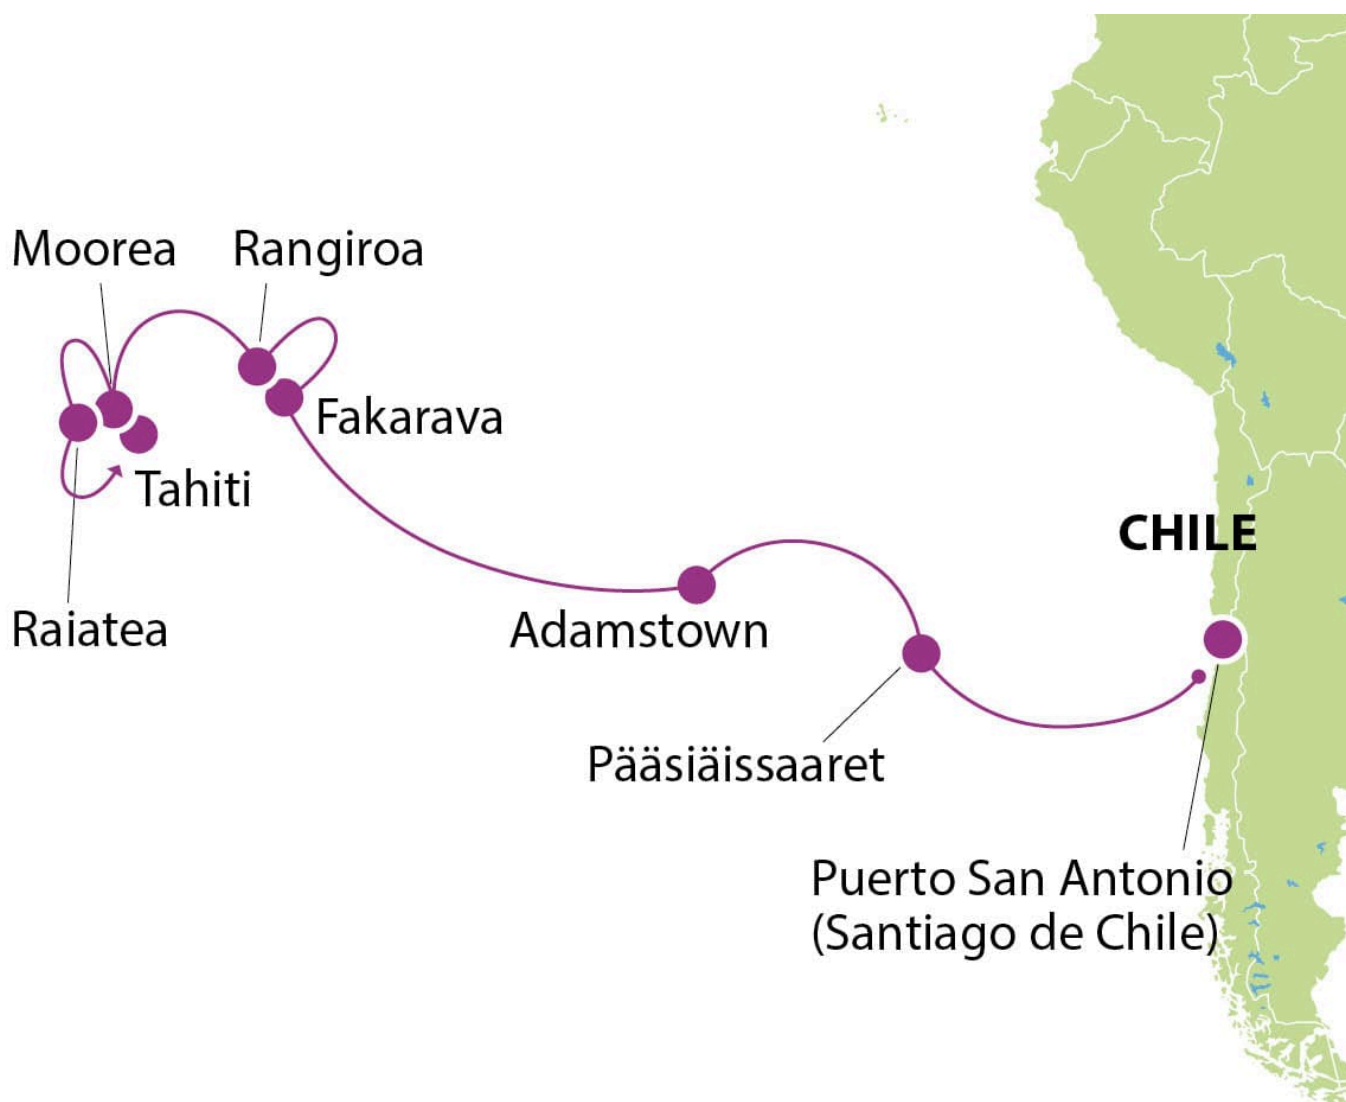 Moorea
Rangiroa
Fakarava
Tahiti
CHILE
Raiatea
Adamstown
Pääsiäissaaret
Puerto San Antonio
(Santiago de Chile)